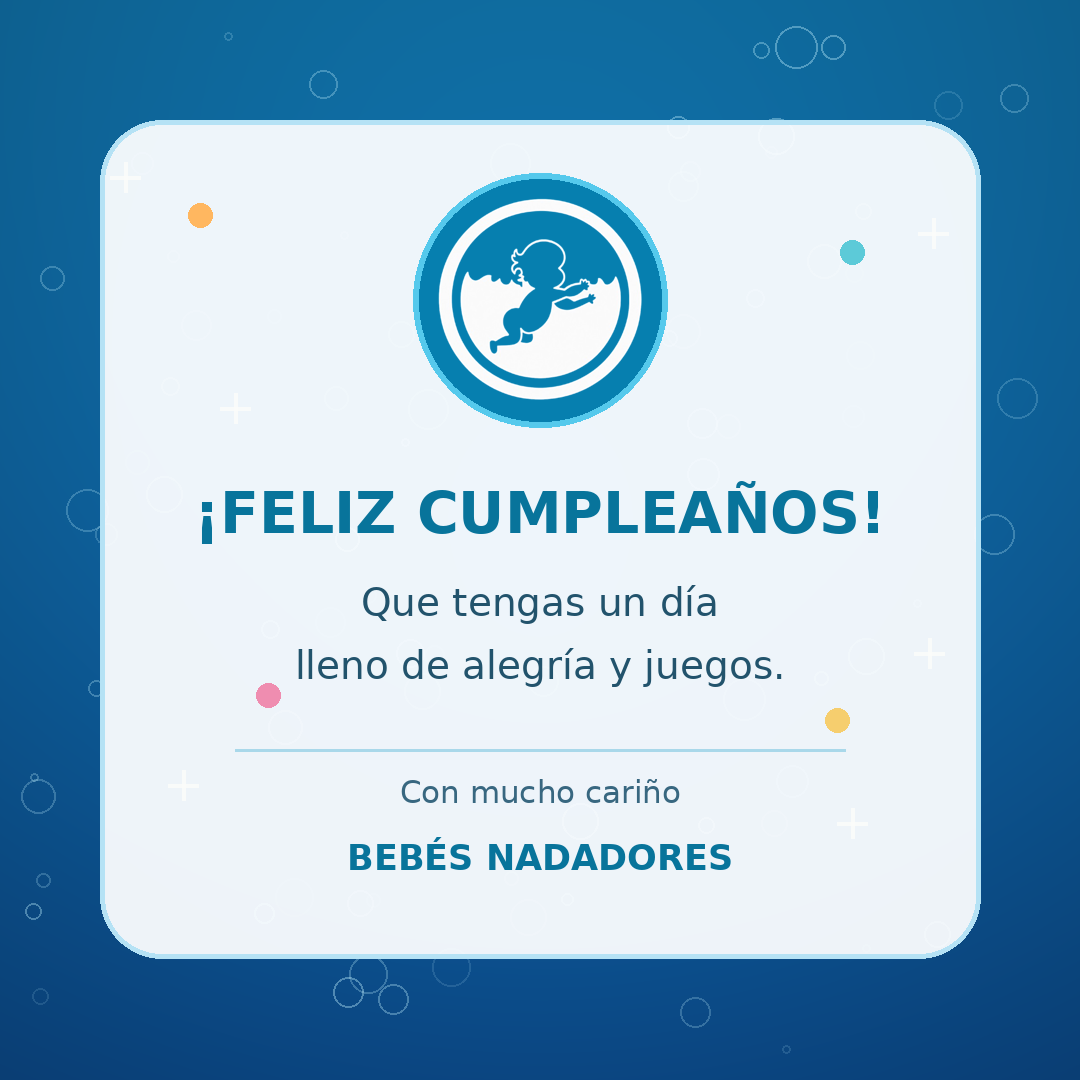 ¡FELIZ CUMPLEAÑOS!
Que tengas un día
lleno de alegría y juegos.
Con mucho cariño
BEBÉS NADADORES